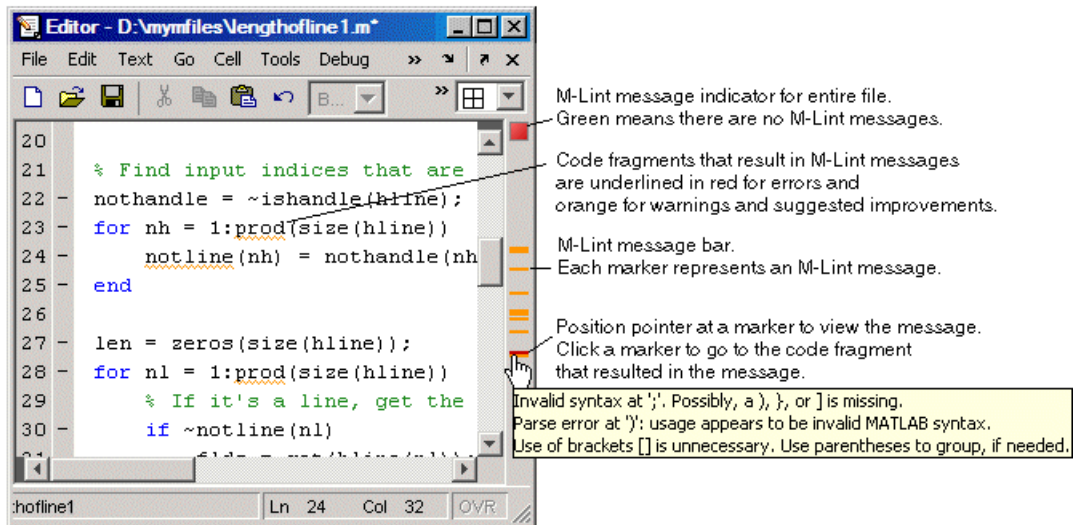 Editor - D:\mymfiles\lengthofline1.m*
File Edit Text Go Cell Tools Debug »
B... »
20
21 % Find input indices that are
22 - nothandle = ~ishandle(hline);
23 - for nh = 1:prod(size(hline))
24 - notline(nh) = nothandle(nh
25 - end
26
27 - len = zeros(size(hline));
28 - for nl = 1:prod(size(hline))
29 % If it's a line, get the
30 - if ~notline(nl)
:hofline1 Ln 24 Col 32 OVR
M-Lint message indicator for entire file.
Green means there are no M-Lint messages.
Code fragments that result in M-Lint messages
are underlined in red for errors and
orange for warnings and suggested improvements.
M-Lint message bar.
Each marker represents an M-Lint message.
Position pointer at a marker to view the message.
Click a marker to go to the code fragment
that resulted in the message.
Invalid syntax at ';'. Possibly, a ), }, or ] is missing.
Parse error at ')': usage appears to be invalid MATLAB syntax.
Use of brackets [] is unnecessary. Use parentheses to group, if needed.